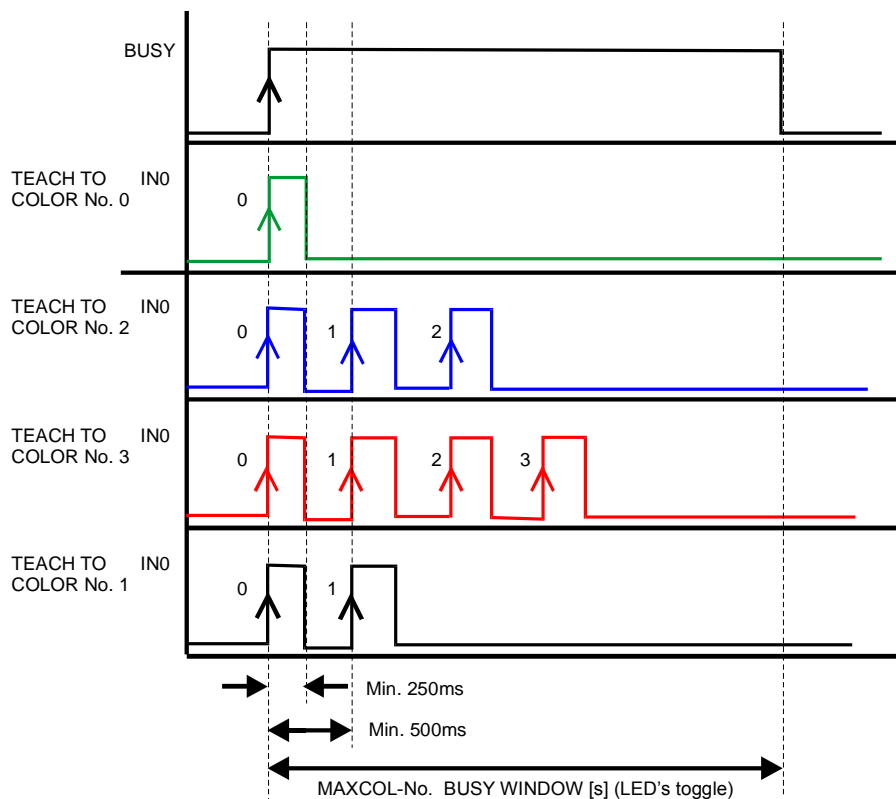 BUSY
TEACH TO IN0
COLOR No. 0 0
TEACH TO IN0
COLOR No. 2 0 1 2
TEACH TO IN0
COLOR No. 3 0 1 2 3
TEACH TO IN0
COLOR No. 1 0 1
Min. 250ms
Min. 500ms
MAXCOL-No. BUSY WINDOW [s] (LED's toggle)